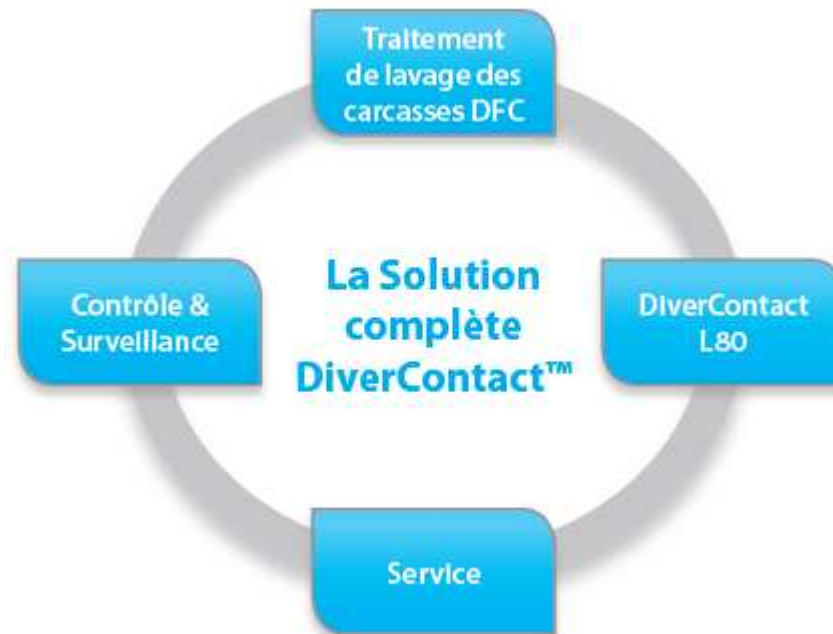 Traitement
de lavage des
carcasses DFC
Contrôle &
Surveillance
La Solution
complète
DiverContact™
DiverContact
L80
Service